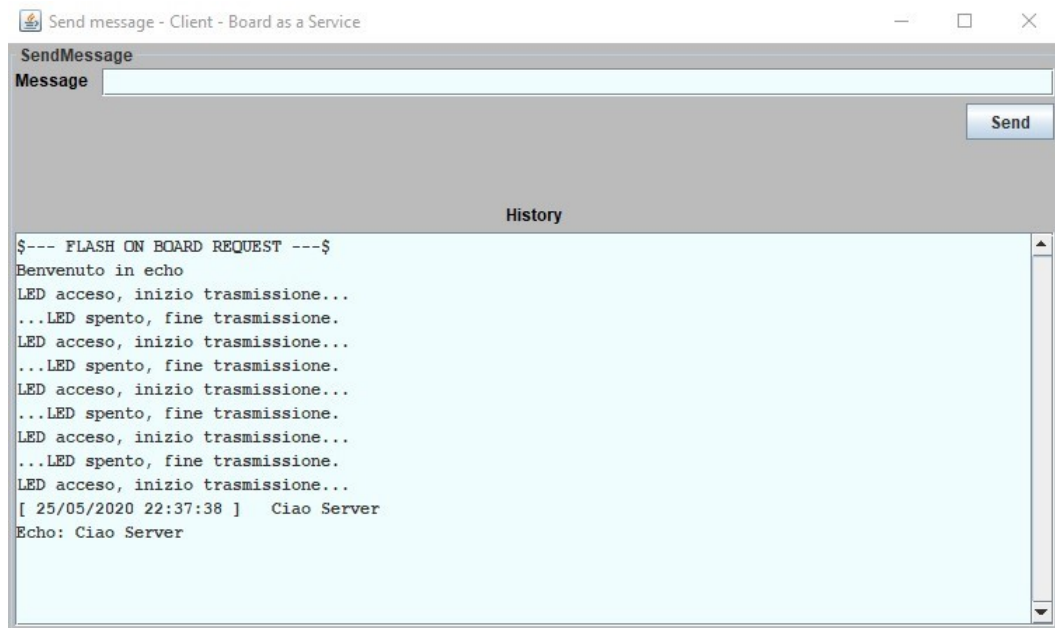 Send message - Client - Board as a Service
SendMessage
Message
Send
History
$--- FLASH ON BOARD REQUEST ---$
Benvenuto in echo
LED acceso, inizio trasmissione...
...LED spento, fine trasmissione.
LED acceso, inizio trasmissione...
...LED spento, fine trasmissione.
LED acceso, inizio trasmissione...
...LED spento, fine trasmissione.
LED acceso, inizio trasmissione...
...LED spento, fine trasmissione.
LED acceso, inizio trasmissione...
[ 25/05/2020 22:37:38 ]   Ciao Server
Echo: Ciao Server